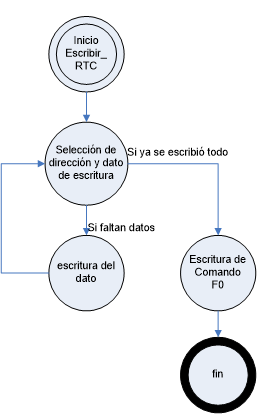 Inicio
Escribir_
RTC
Selección de
dirección y dato
de escritura
Si ya se escribió todo
Si faltan datos
escritura del
dato
Escritura de
Comando
F0
fin